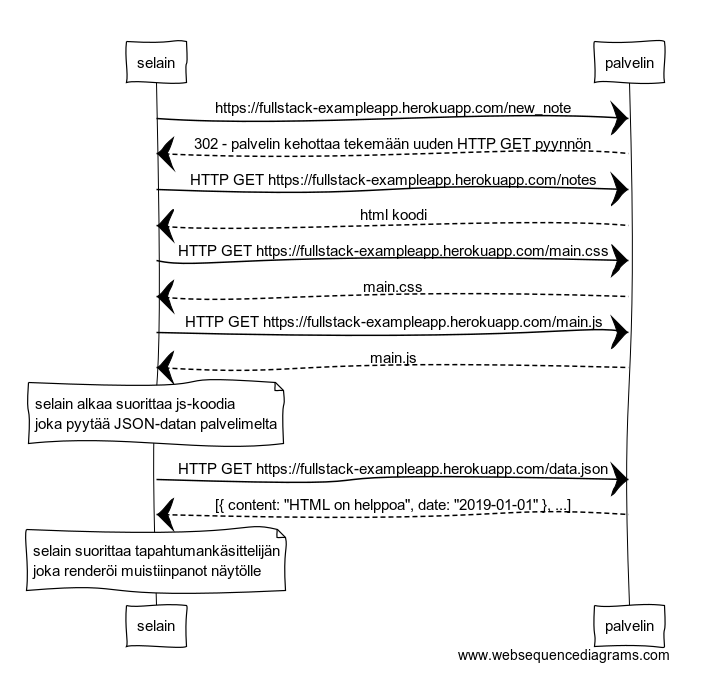 selain palvelin
https://fullstack-exampleapp.herokuapp.com/new_note
302 - palvelin kehottaa tekemään uuden HTTP GET pyynnön
HTTP GET https://fullstack-exampleapp.herokuapp.com/notes
html koodi
HTTP GET https://fullstack-exampleapp.herokuapp.com/main.css
main.css
HTTP GET https://fullstack-exampleapp.herokuapp.com/main.js
main.js
selain alkaa suorittaa js-koodia
joka pyytää JSON-datan palvelimelta
HTTP GET https://fullstack-exampleapp.herokuapp.com/data.json
[{ content: "HTML on helppoa", date: "2019-01-01" }, ...]
selain suorittaa tapahtumankäsittelijän
joka renderöi muistiinpanot näytölle
selain palvelin
www.websequencediagrams.com